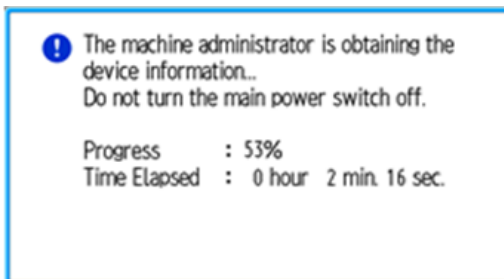 The machine administrator is obtaining the
device information...
Do not turn the main power switch off.
Progress : 53%
Time Elapsed : 0 hour 2 min. 16 sec.